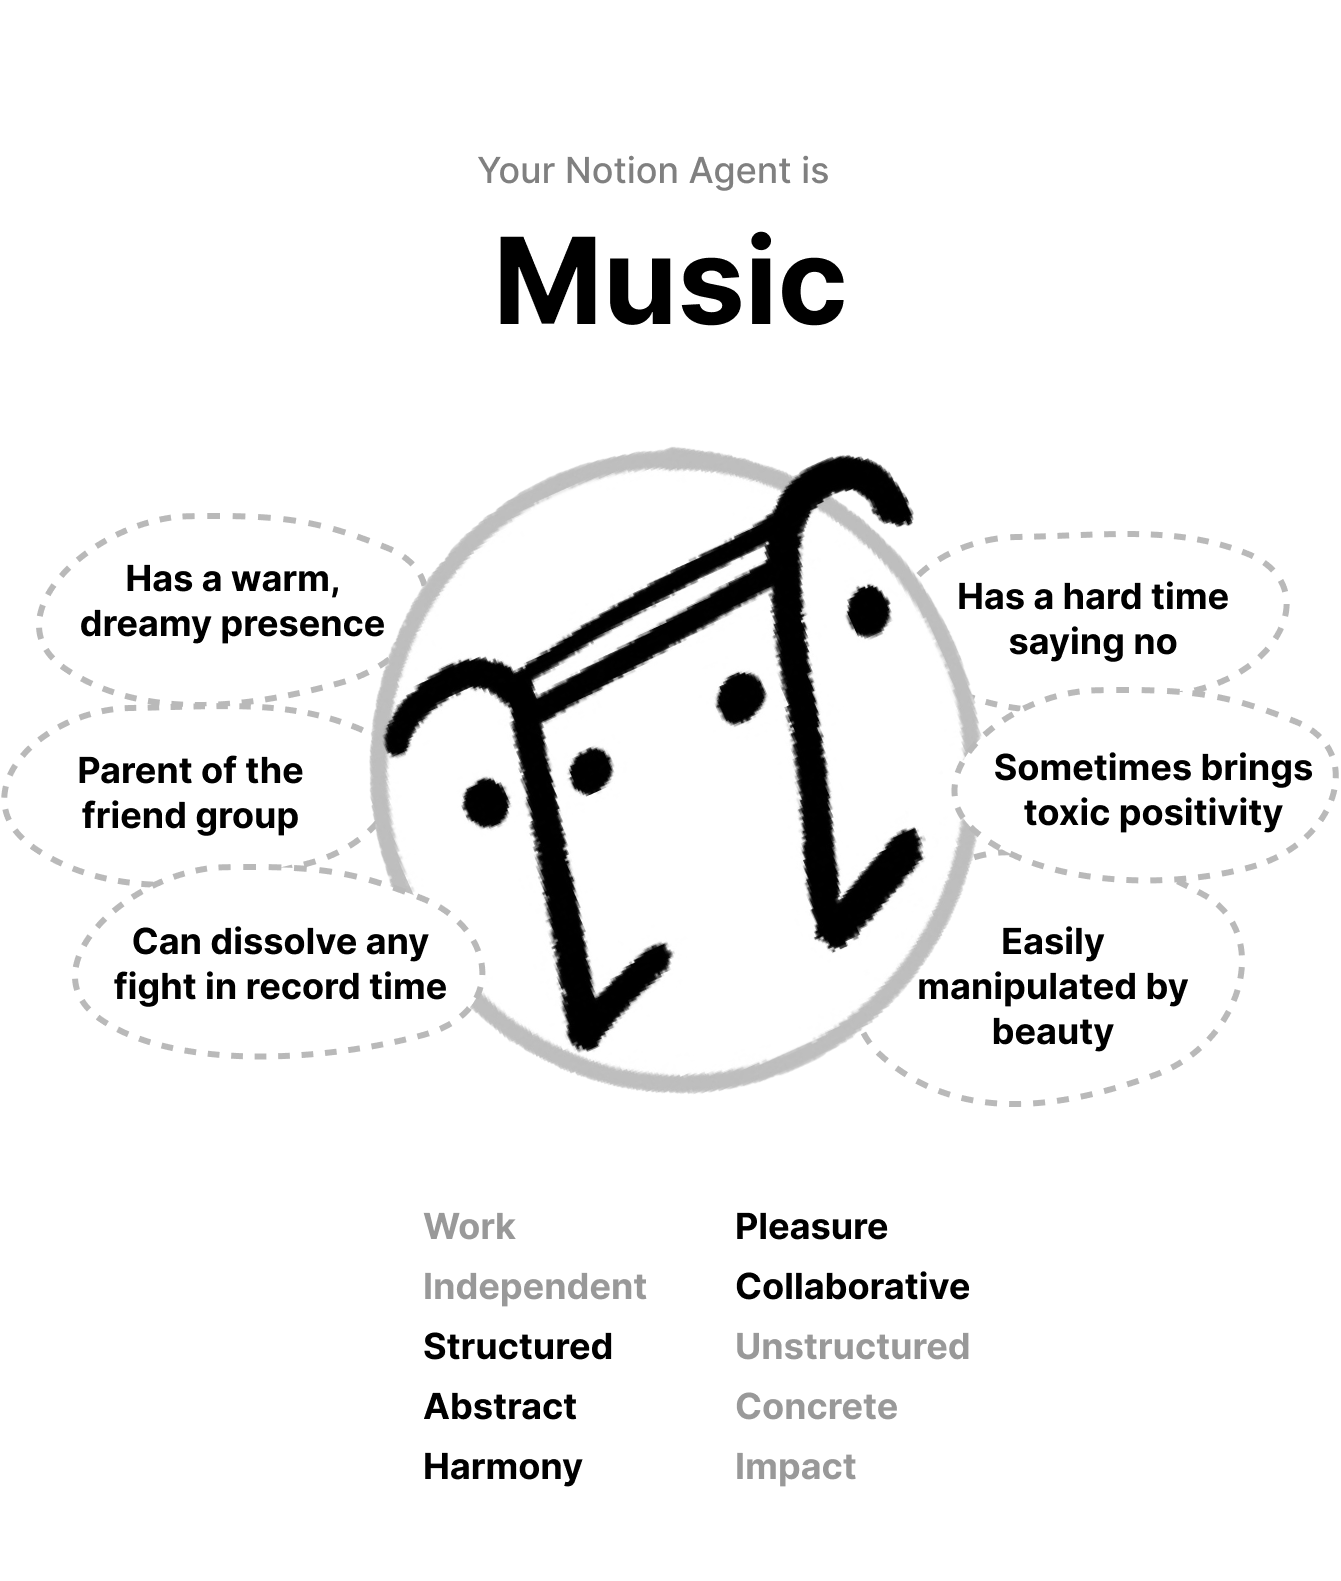 Your Notion Agent is
Music
Has a warm,
dreamy presence
Parent of the
friend group
Can dissolve any
fight in record time
Has a hard time
saying no
Sometimes brings
toxic positivity
Easily
manipulated by
beauty
Work Pleasure
Independent Collaborative
Structured Unstructured
Abstract Concrete
Harmony Impact